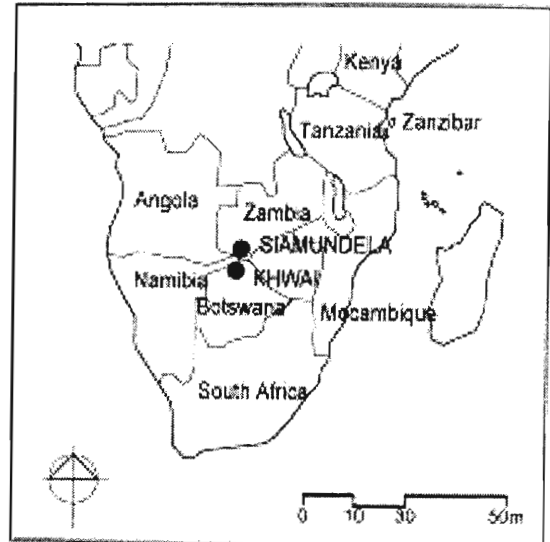 Kenya
Tanzania
Zanzibar
Angola
Zambia
SIAMUNDELA
Namibia
KHWAI
Botswana
Mocambique
South Africa
0 10 30 50m